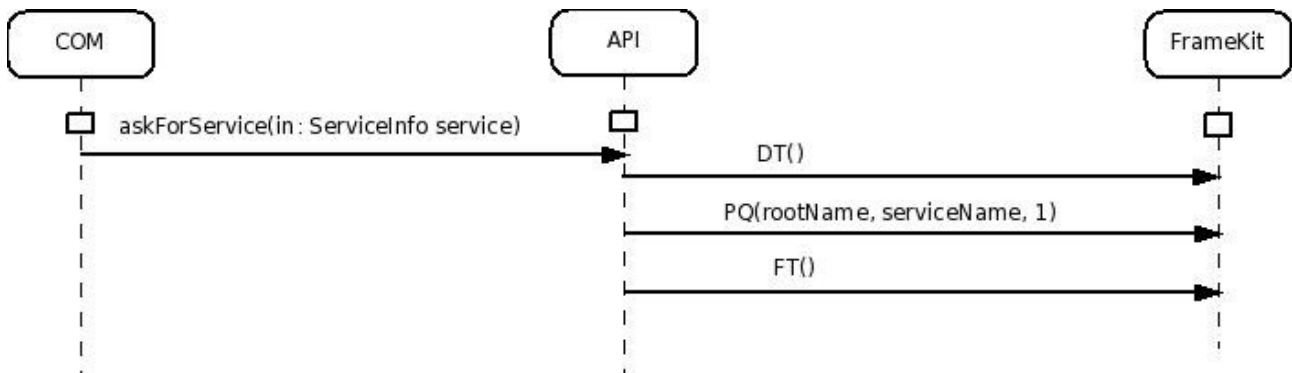 COM
API
FrameKit
askForService(in : ServiceInfo service)
DT()
PQ(rootName, serviceName, 1)
FT()